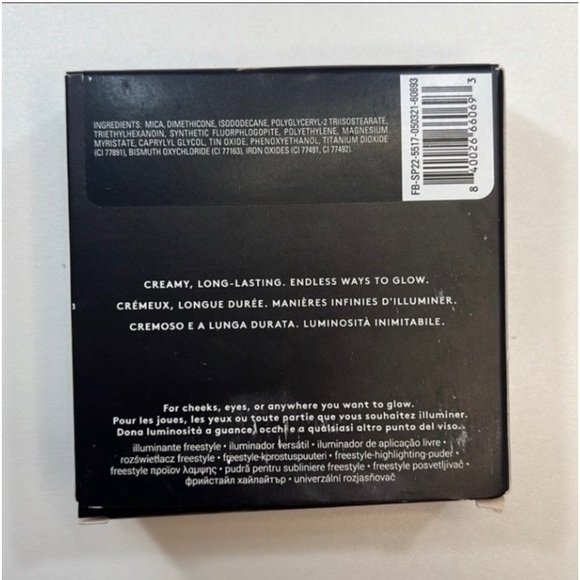 INGREDIENTS: MICA, DIMETHICONE, ISODODECANE, POLYGLYCERYL-2 TRIISOSTEARATE,
TRIETHYLHEXANOIN, SYNTHETIC FLUORPHLOGOPITE, POLYETHYLENE, MAGNESIUM
MYRISTATE, CAPRYLYL GLYCOL, TIN OXIDE, PHENOXYETHANOL, TITANIUM DIOXIDE
(CI 77891), BISMUTH OXYCHLORIDE (CI 77163), IRON OXIDES (CI 77491, CI 77492).
FB-SP22-5517-050321-60693
8 40026 66069 3
CREAMY, LONG-LASTING. ENDLESS WAYS TO GLOW.
CRÉMEUX, LONGUE DURÉE. MANIÈRES INFINIES D'ILLUMINER.
CREMOSO E A LUNGA DURATA. LUMINOSITÀ INIMITABILE.
For cheeks, eyes, or anywhere you want to glow.
Pour les joues, les yeux ou toute partie que vous souhaitez illuminer.
Dona luminosità a guance, occhi e a qualsiasi altro punto del viso.
illuminante freestyle • iluminador versátil • iluminador de aplicação livre •
rozświetlacz freestyle • freestyle-kprostuspuuteri • freestyle-highlighting-puder •
freestyle προϊον λαμψης • pudră pentru subliniere freestyle • freestyle posvetljivač •
фрийстайл хайлайтър • univerzální rozjasňovač